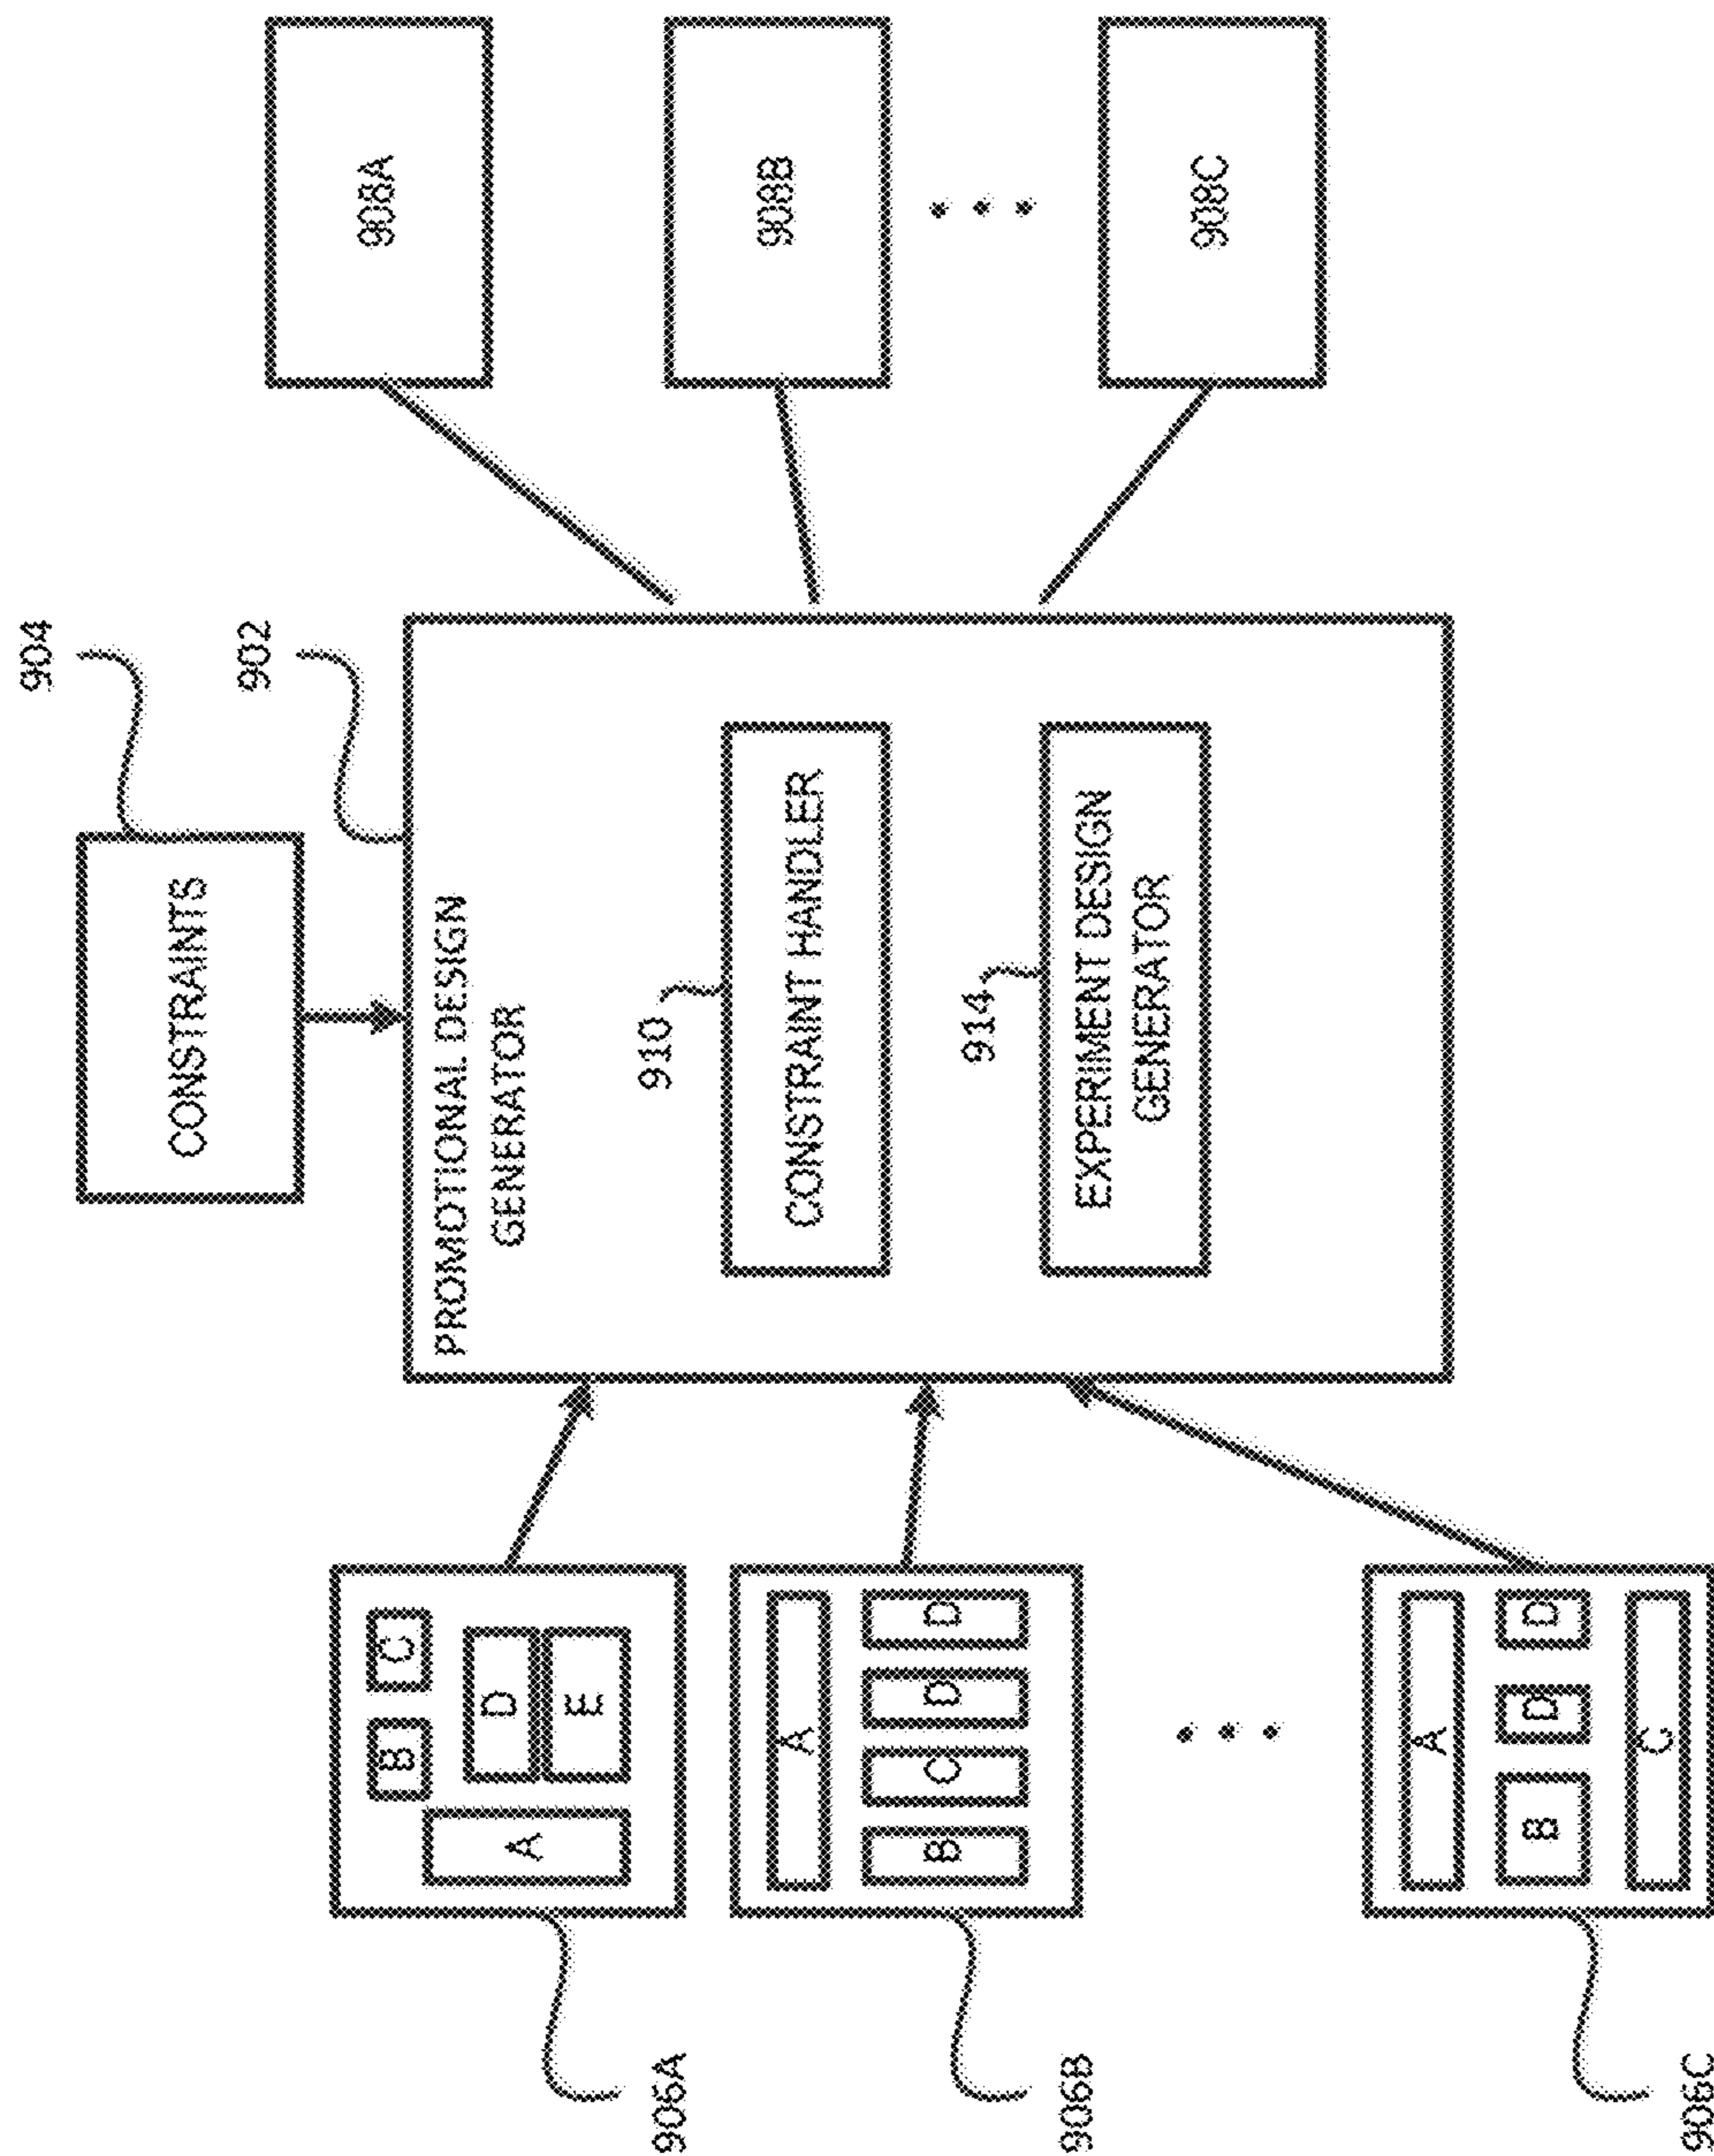 904
CONSTRAINTS
902
B
C
D
A
E
906A
A
B
C
D
D
906B
A
B
D
D
C
906C
PROMOTIONAL DESIGN
GENERATOR
910
CONSTRAINT HANDLER
914
EXPERIMENT DESIGN
GENERATOR
908A
908B
908C